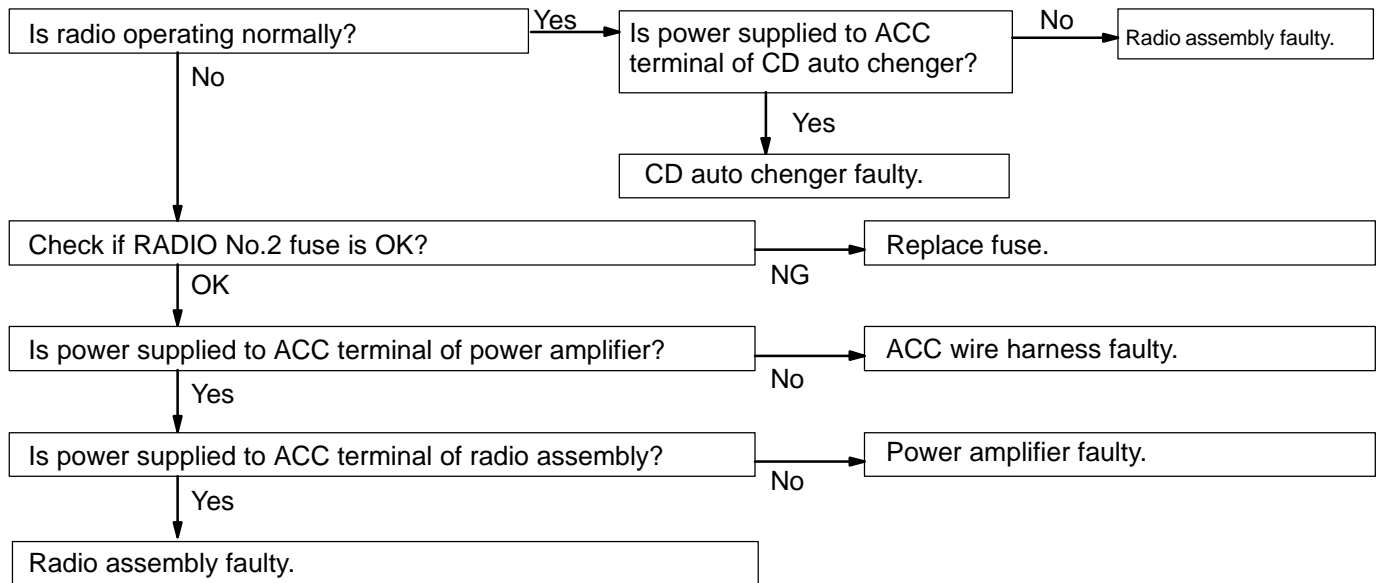 Is radio operating normally?
Yes
Is power supplied to ACC
terminal of CD auto chenger?
No
Radio assembly faulty.
No
Yes
CD auto chenger faulty.
Check if RADIO No.2 fuse is OK?
NG
Replace fuse.
OK
Is power supplied to ACC terminal of power amplifier?
No
ACC wire harness faulty.
Yes
Is power supplied to ACC terminal of radio assembly?
No
Power amplifier faulty.
Yes
Radio assembly faulty.